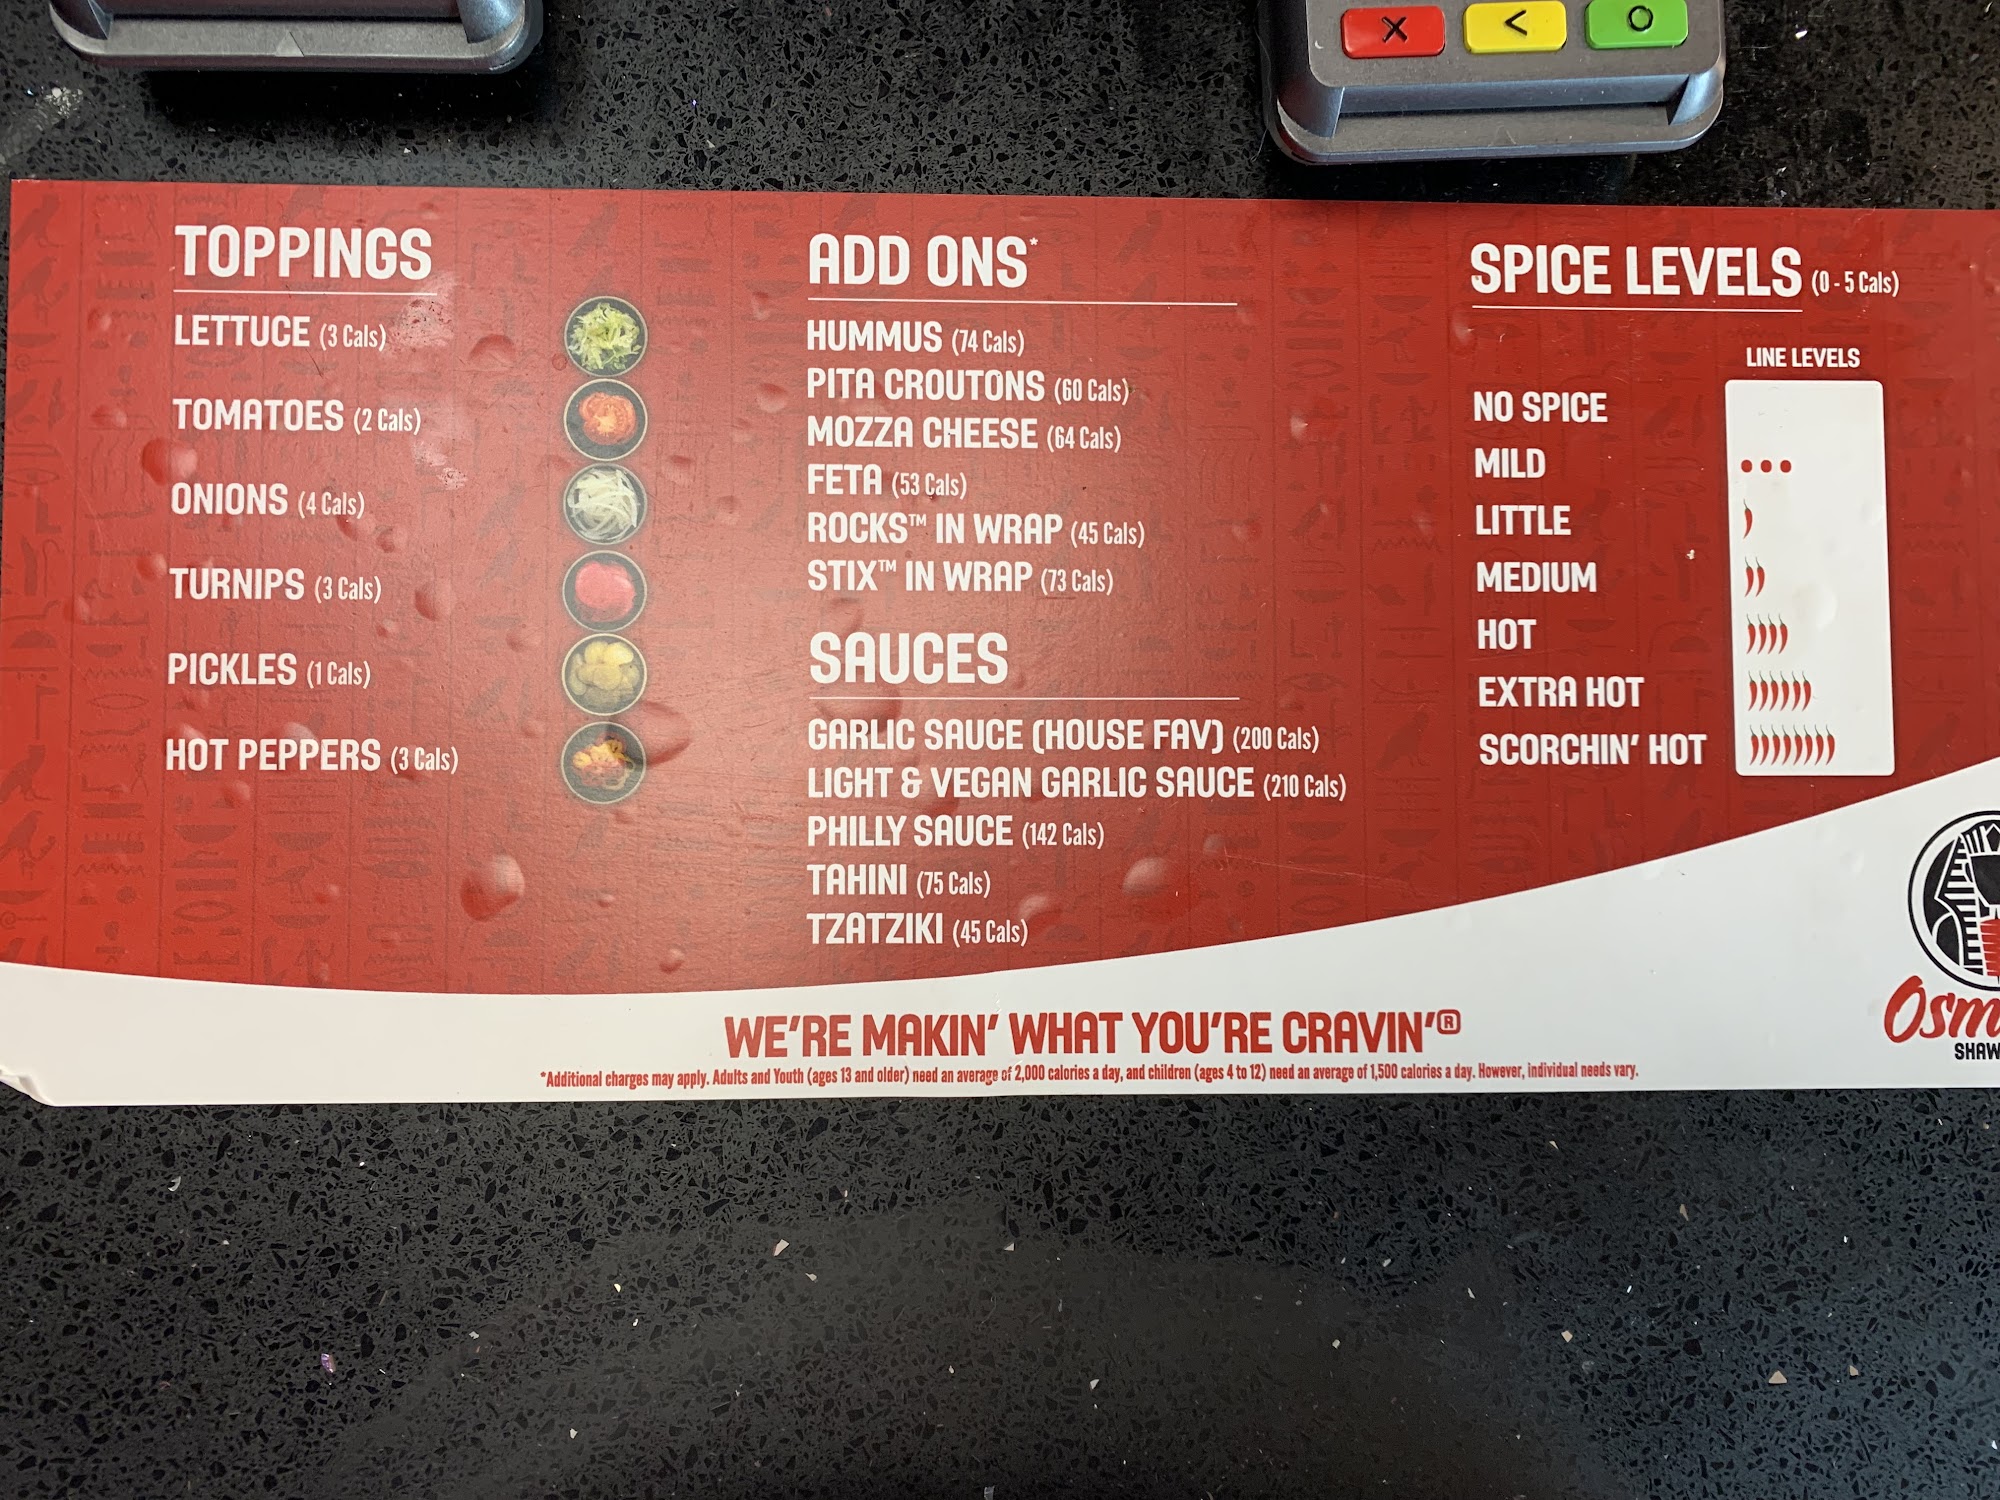 TOPPINGS
LETTUCE (3 Cals)
TOMATOES (2 Cals)
ONIONS (4 Cals)
TURNIPS (3 Cals)
PICKLES (1 Cals)
HOT PEPPERS (3 Cals)
ADD ONS*
HUMMUS (74 Cals)
PITA CROUTONS (60 Cals)
MOZZA CHEESE (64 Cals)
FETA (53 Cals)
ROCKS™ IN WRAP (45 Cals)
STIX™ IN WRAP (73 Cals)
SAUCES
GARLIC SAUCE (HOUSE FAV) (200 Cals)
LIGHT & VEGAN GARLIC SAUCE (210 Cals)
PHILLY SAUCE (142 Cals)
TAHINI (75 Cals)
TZATZIKI (45 Cals)
SPICE LEVELS (0 - 5 Cals)
LINE LEVELS
NO SPICE
MILD
LITTLE
MEDIUM
HOT
EXTRA HOT
SCORCHIN' HOT
WE'RE MAKIN' WHAT YOU'RE CRAVIN'®
*Additional charges may apply. Adults and Youth (ages 13 and older) need an average of 2,000 calories a day, and children (ages 4 to 12) need an average of 1,500 calories a day. However, individual needs vary.
Osm
SHAW